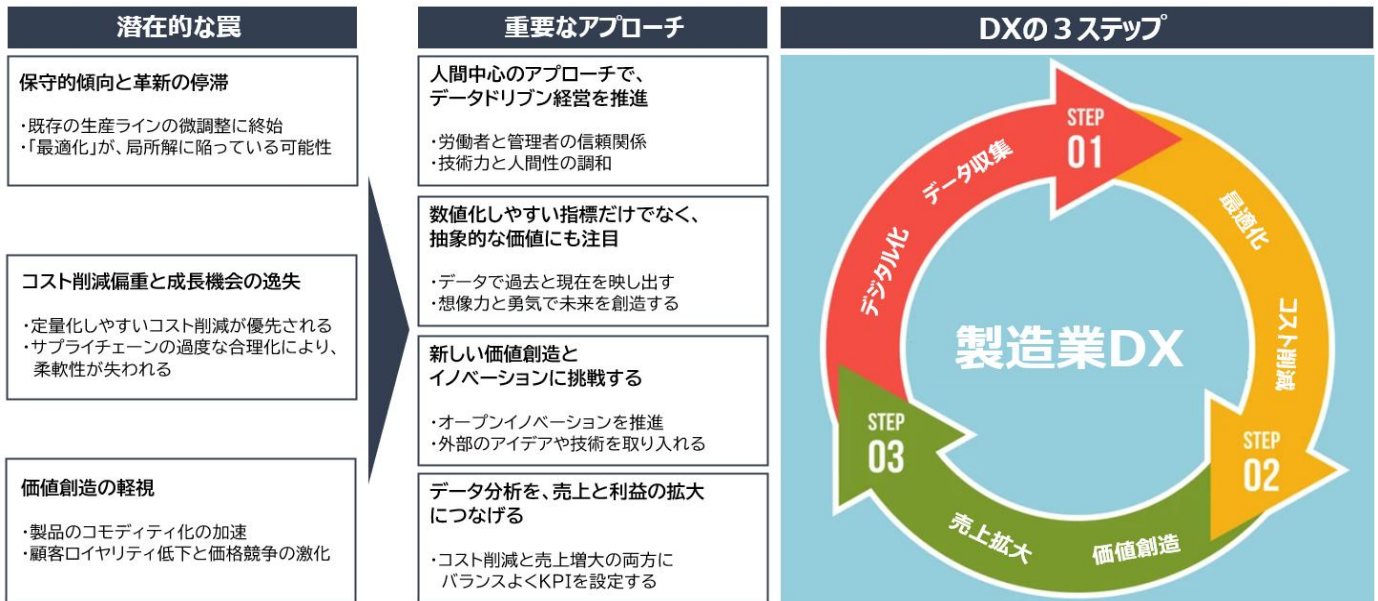 潜在的な罠
保守的傾向と革新の停滞
・既存の生産ラインの微調整に終始
・「最適化」が、局所解に陥っている可能性
コスト削減偏重と成長機会の逸失
・定量化しやすいコスト削減が優先される
・サプライチェーンの過度な合理化により、
柔軟性が失われる
価値創造の軽視
・製品のコモディティ化の加速
・顧客ロイヤリティ低下と価格競争の激化
重要なアプローチ
人間中心のアプローチで、
データドリブン経営を推進
・労働者と管理者の信頼関係
・技術力と人間性の調和
数値化しやすい指標だけでなく、
抽象的な価値にも注目
・データで過去と現在を映し出す
・想像力と勇気で未来を創造する
新しい価値創造と
イノベーションに挑戦する
・オープンイノベーションを推進
・外部のアイデアや技術を取り入れる
データ分析を、売上と利益の拡大
につなげる
・コスト削減と売上増大の両方に
バランスよくKPIを設定する
DXの3ステップ
STEP
01
デジタル化
データ収集
最適化
コスト削減
STEP
02
価値創造
売上拡大
STEP
03
製造業DX